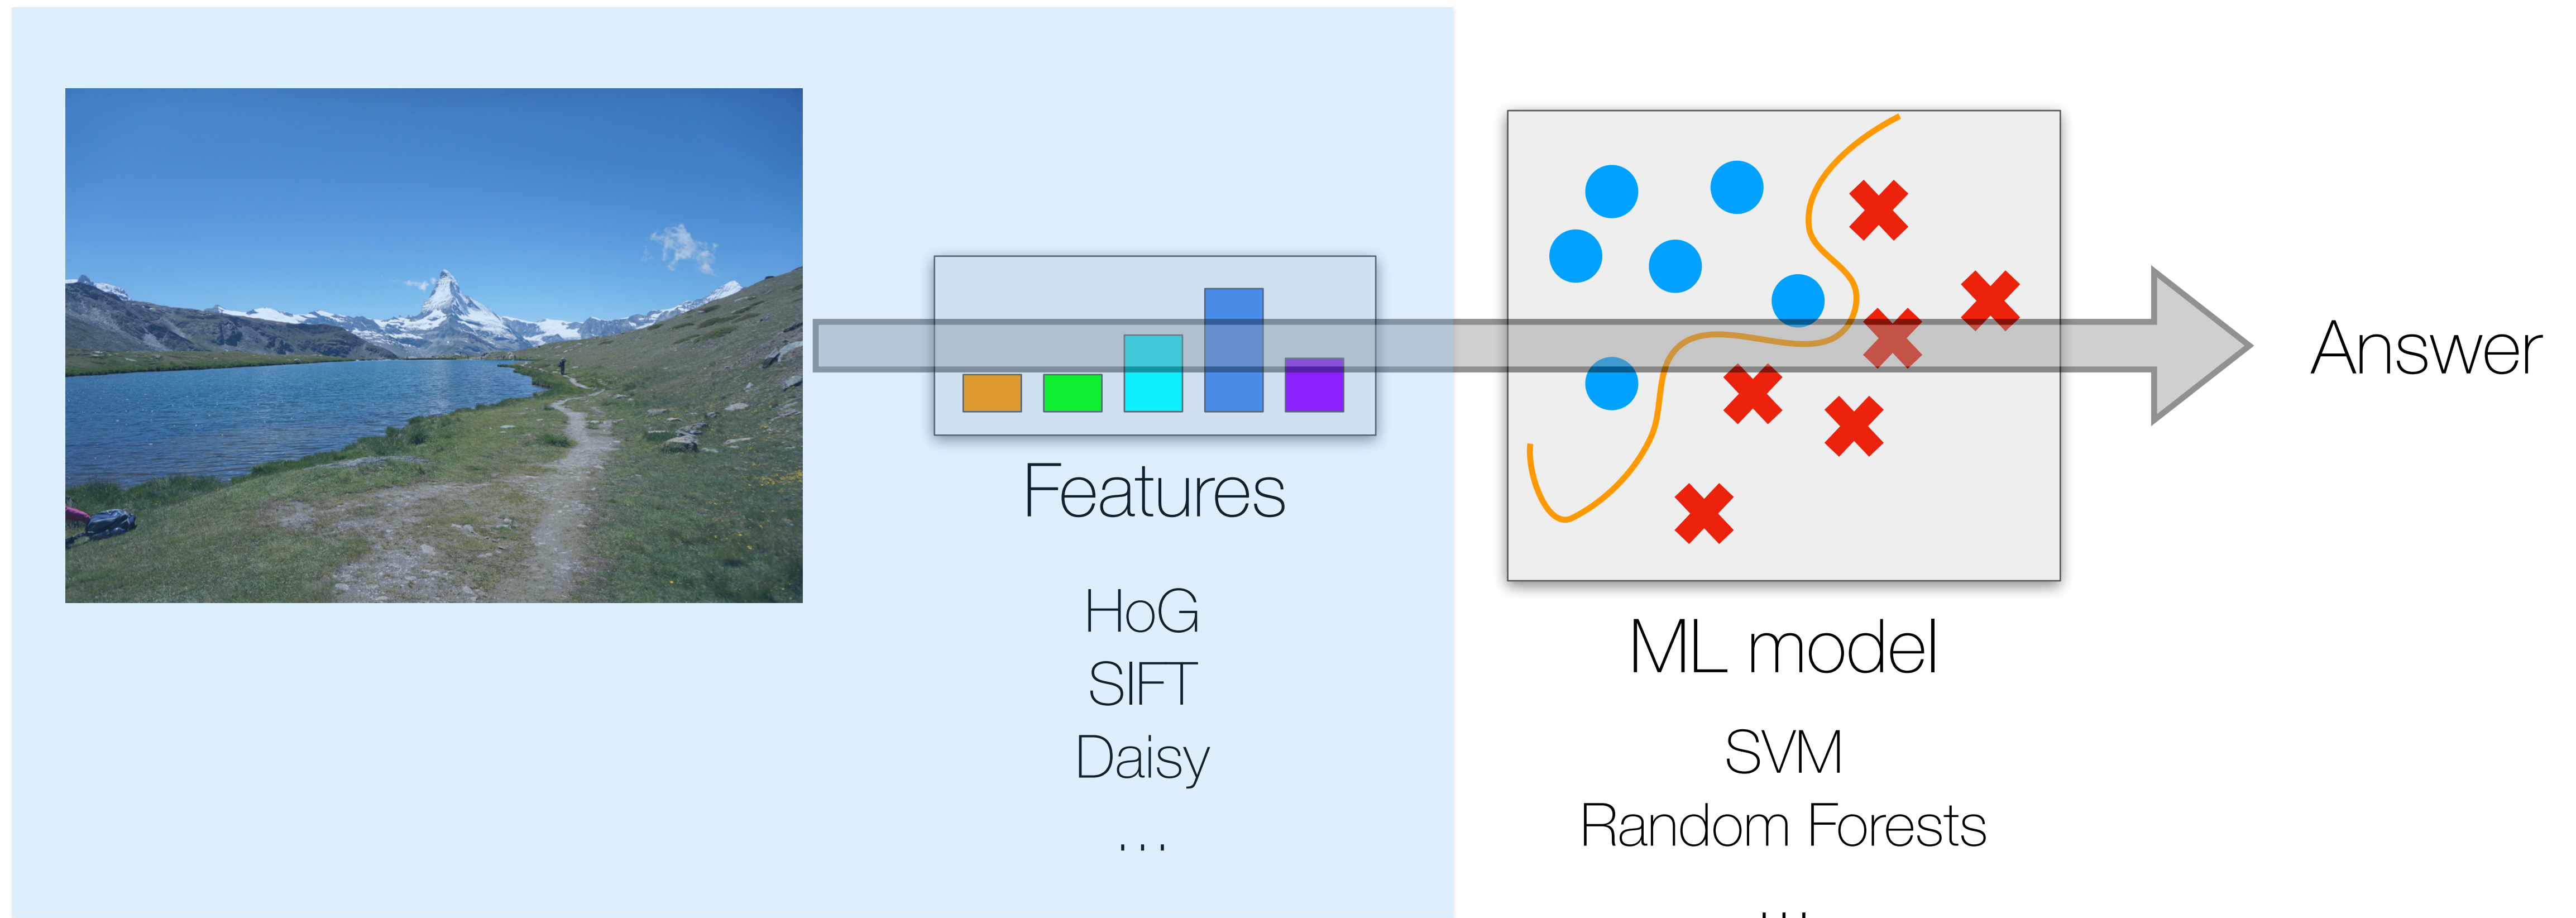 Features
HoG
SIFT
Daisy
...
ML model
SVM
Random Forests
...
Answer